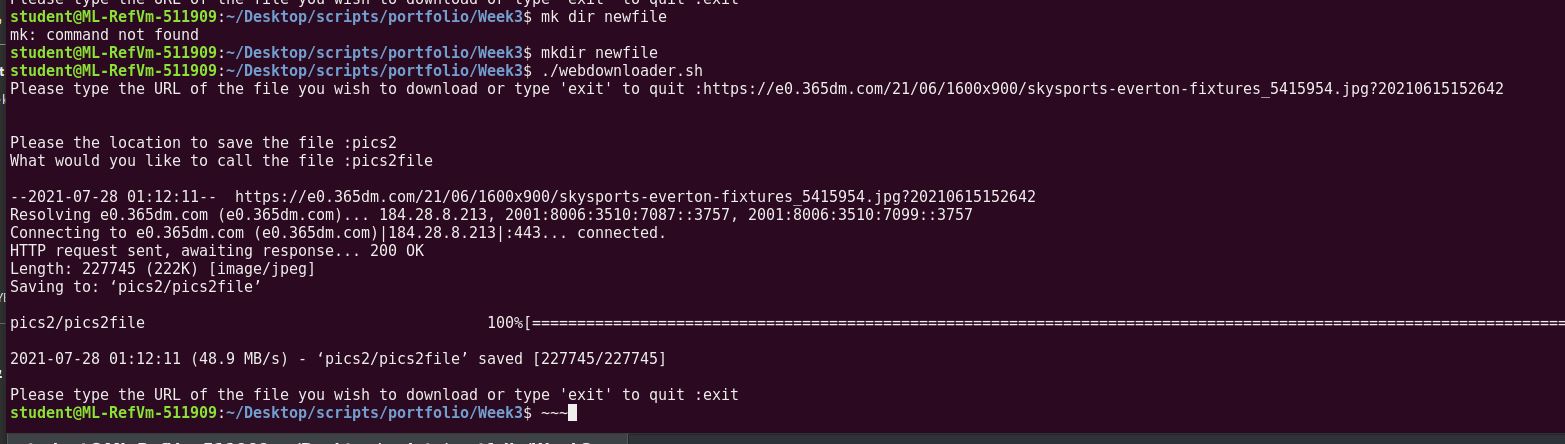 Please type the URL of the file you wish to download or type 'exit' to quit :exit
student@ML-RefVm-511909:~/Desktop/scripts/portfolio/Week3$ mk dir newfile
mk: command not found
student@ML-RefVm-511909:~/Desktop/scripts/portfolio/Week3$ mkdir newfile
student@ML-RefVm-511909:~/Desktop/scripts/portfolio/Week3$ ./webdownloader.sh
Please type the URL of the file you wish to download or type 'exit' to quit :https://e0.365dm.com/21/06/1600x900/skysports-everton-fixtures_5415954.jpg?20210615152642
Please the location to save the file :pics2
What would you like to call the file :pics2file
--2021-07-28 01:12:11--  https://e0.365dm.com/21/06/1600x900/skysports-everton-fixtures_5415954.jpg?20210615152642
Resolving e0.365dm.com (e0.365dm.com)... 184.28.8.213, 2001:8006:3510:7087::3757, 2001:8006:3510:7099::3757
Connecting to e0.365dm.com (e0.365dm.com)|184.28.8.213|:443... connected.
HTTP request sent, awaiting response... 200 OK
Length: 227745 (222K) [image/jpeg]
Saving to: ‘pics2/pics2file’
pics2/pics2file 100%[===================================================================================================================
2021-07-28 01:12:11 (48.9 MB/s) - ‘pics2/pics2file’ saved [227745/227745]
Please type the URL of the file you wish to download or type 'exit' to quit :exit
student@ML-RefVm-511909:~/Desktop/scripts/portfolio/Week3$ ~~~